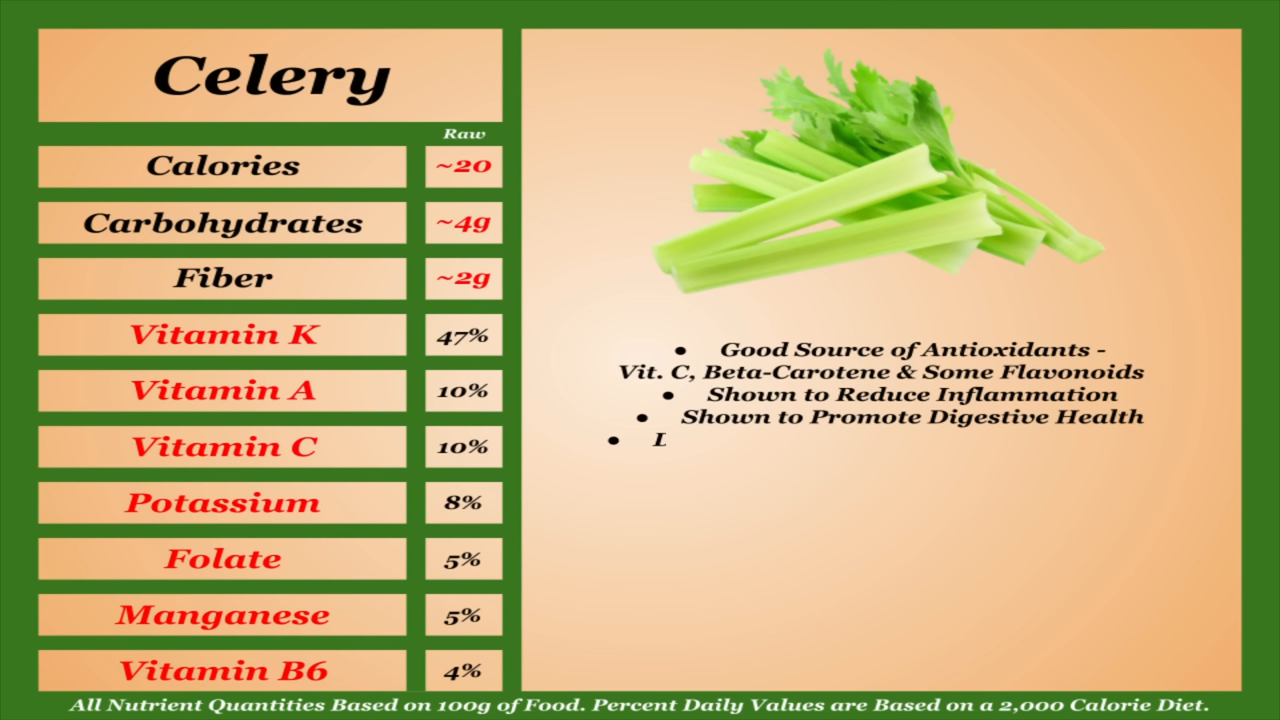 Celery
Raw
Calories ~20
Carbohydrates ~4g
Fiber ~2g
Vitamin K 47%
Vitamin A 10%
Vitamin C 10%
Potassium 8%
Folate 5%
Manganese 5%
Vitamin B6 4%
● Good Source of Antioxidants -
Vit. C, Beta-Carotene & Some Flavonoids
● Shown to Reduce Inflammation
● Shown to Promote Digestive Health
●
All Nutrient Quantities Based on 100g of Food. Percent Daily Values are Based on a 2,000 Calorie Diet.